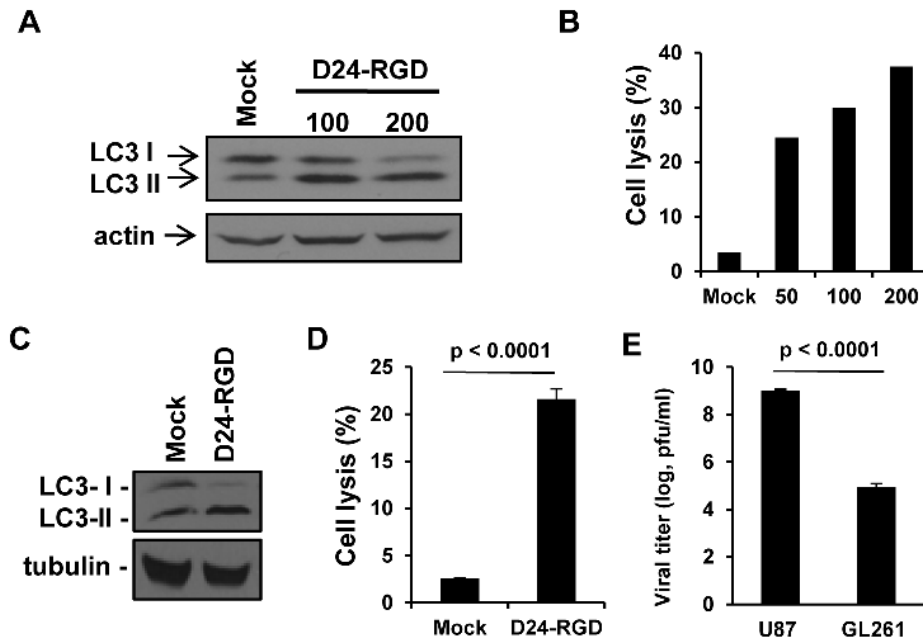 A
Mock
D24-RGD
100 200
LC3 I
LC3 II
actin
B
Cell lysis (%)
40
30
20
10
0
Mock 50 100 200
C
Mock
D24-RGD
LC3- I -
LC3-II -
tubulin -
D
p < 0.0001
Cell lysis (%)
25
20
15
10
5
0
Mock D24-RGD
E
p < 0.0001
Viral titer (log, pfu/ml)
10
8
6
4
2
0
U87 GL261